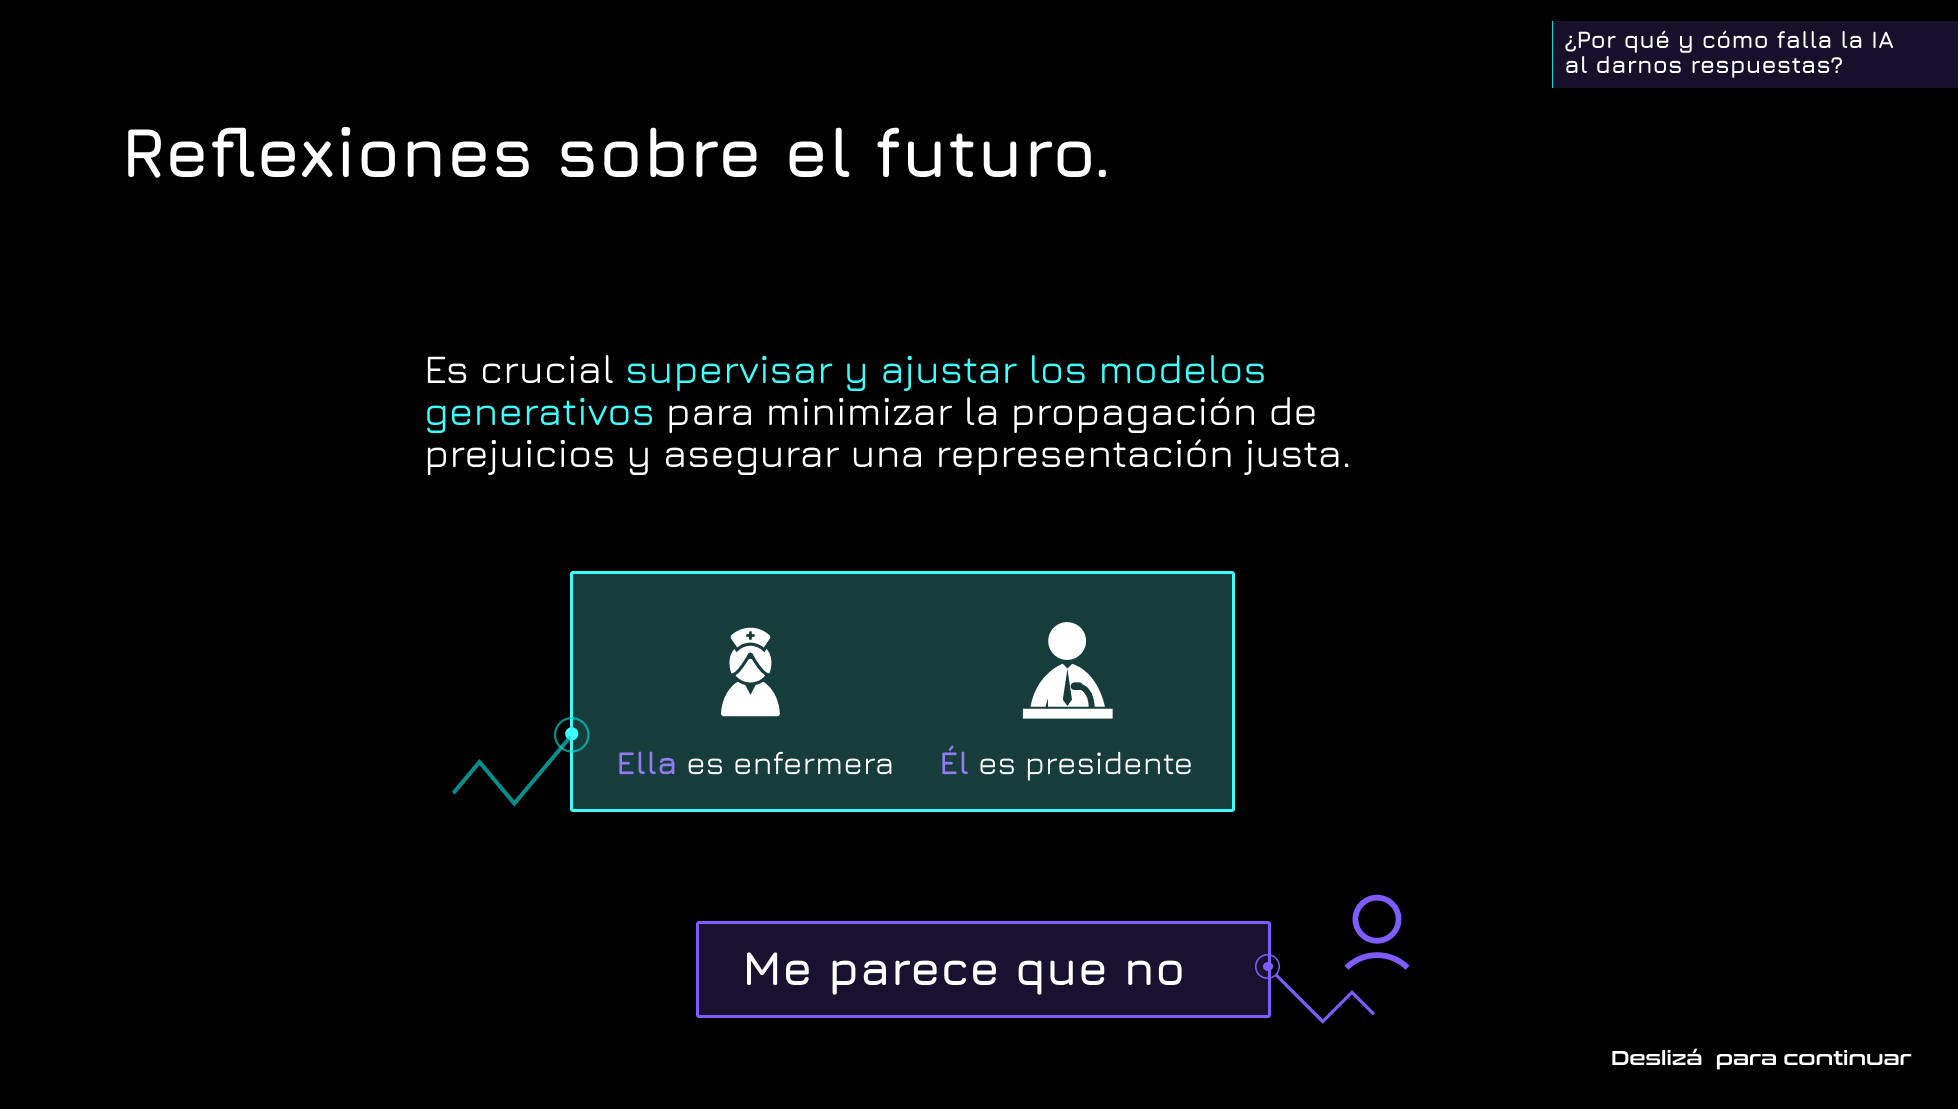 ¿Por qué y cómo falla la IA
al darnos respuestas?
Reflexiones sobre el futuro.
Es crucial supervisar y ajustar los modelos
generativos para minimizar la propagación de
prejuicios y asegurar una representación justa.
Ella es enfermera
Él es presidente
Me parece que no
Deslizá para continuar